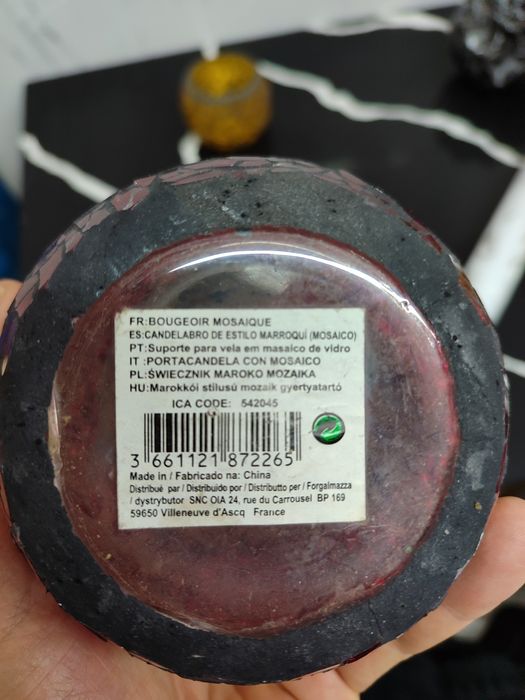 FR:BOUGEOIR MOSAIQUE
ES:CANDELABRO DE ESTILO MARROQUÍ (MOSAICO)
PT:Suporte para vela em masaico de vidro
IT :PORTACANDELA CON MOSAICO
PL:ŚWIECZNIK MAROKO MOZAIKA
HU:Marokkói stilusú mozaik gyertyatartó
ICA CODE: 542045
3 661121 872265
Made in / Fabricado na: China
Distribué par / Distribuido por / Distributto per / Forgalmazza
/ dystrybutor SNC OIA 24, rue du Carrousel BP 169
59650 Villeneuve d'Ascq France